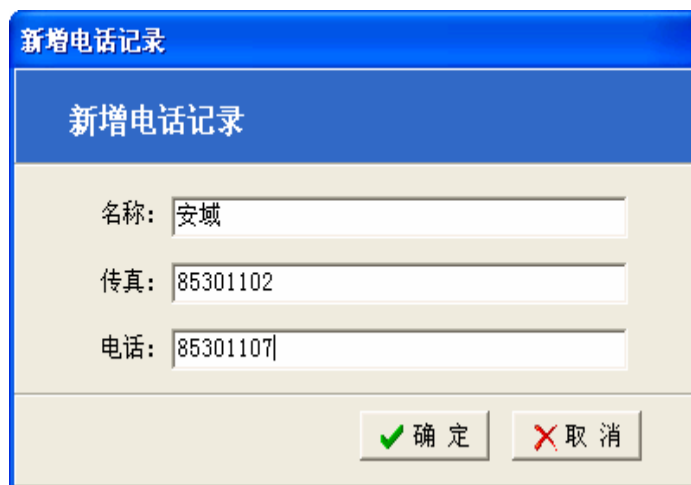 新增电话记录
新增电话记录
名称: 安域
传真: 85301102
电话: 85301107
确 定 取 消